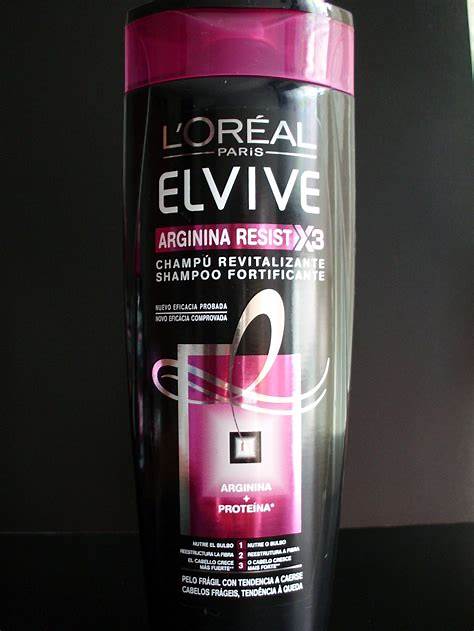 L'ORÉAL
PARIS
ELVIVE
ARGININA RESIST X3
CHAMPÚ REVITALIZANTE
SHAMPOO FORTIFICANTE
NUEVO EFICACIA PROBADA
NOVO EFICÁCIA COMPROVADA
ARGININA
+
PROTEÍNA*
NUTRE EL BULBO 1 NUTRE O BULBO
REESTRUCTURA LA FIBRA 2 REESTRUTURA A FIBRA
EL CABELLO CRECE MÁS FUERTE** 3 O CABELO CRESCE MAIS FORTE**
PELO FRÁGIL CON TENDENCIA A CAERSE
CABELOS FRÁGEIS, TENDÊNCIA À QUEDA